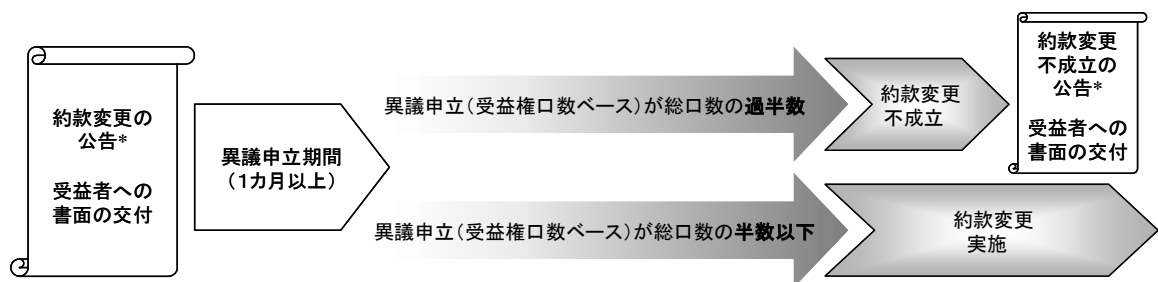 約款変更の
公告*
受益者への
書面の交付
異議申立期間
（1カ月以上）
異議申立（受益権口数ベース）が総口数の過半数
約款変更
不成立
約款変更
不成立の
公告*
受益者への
書面の交付
異議申立（受益権口数ベース）が総口数の半数以下
約款変更
実施